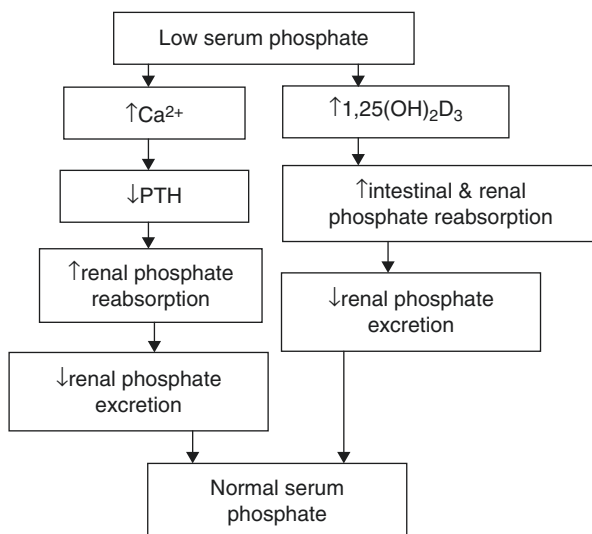 Low serum phosphate
↑Ca²⁺
↑1,25(OH)₂D₃
↓PTH
↑intestinal & renal
phosphate reabsorption
↑renal phosphate
reabsorption
↓renal phosphate
excretion
↓renal phosphate
excretion
Normal serum
phosphate